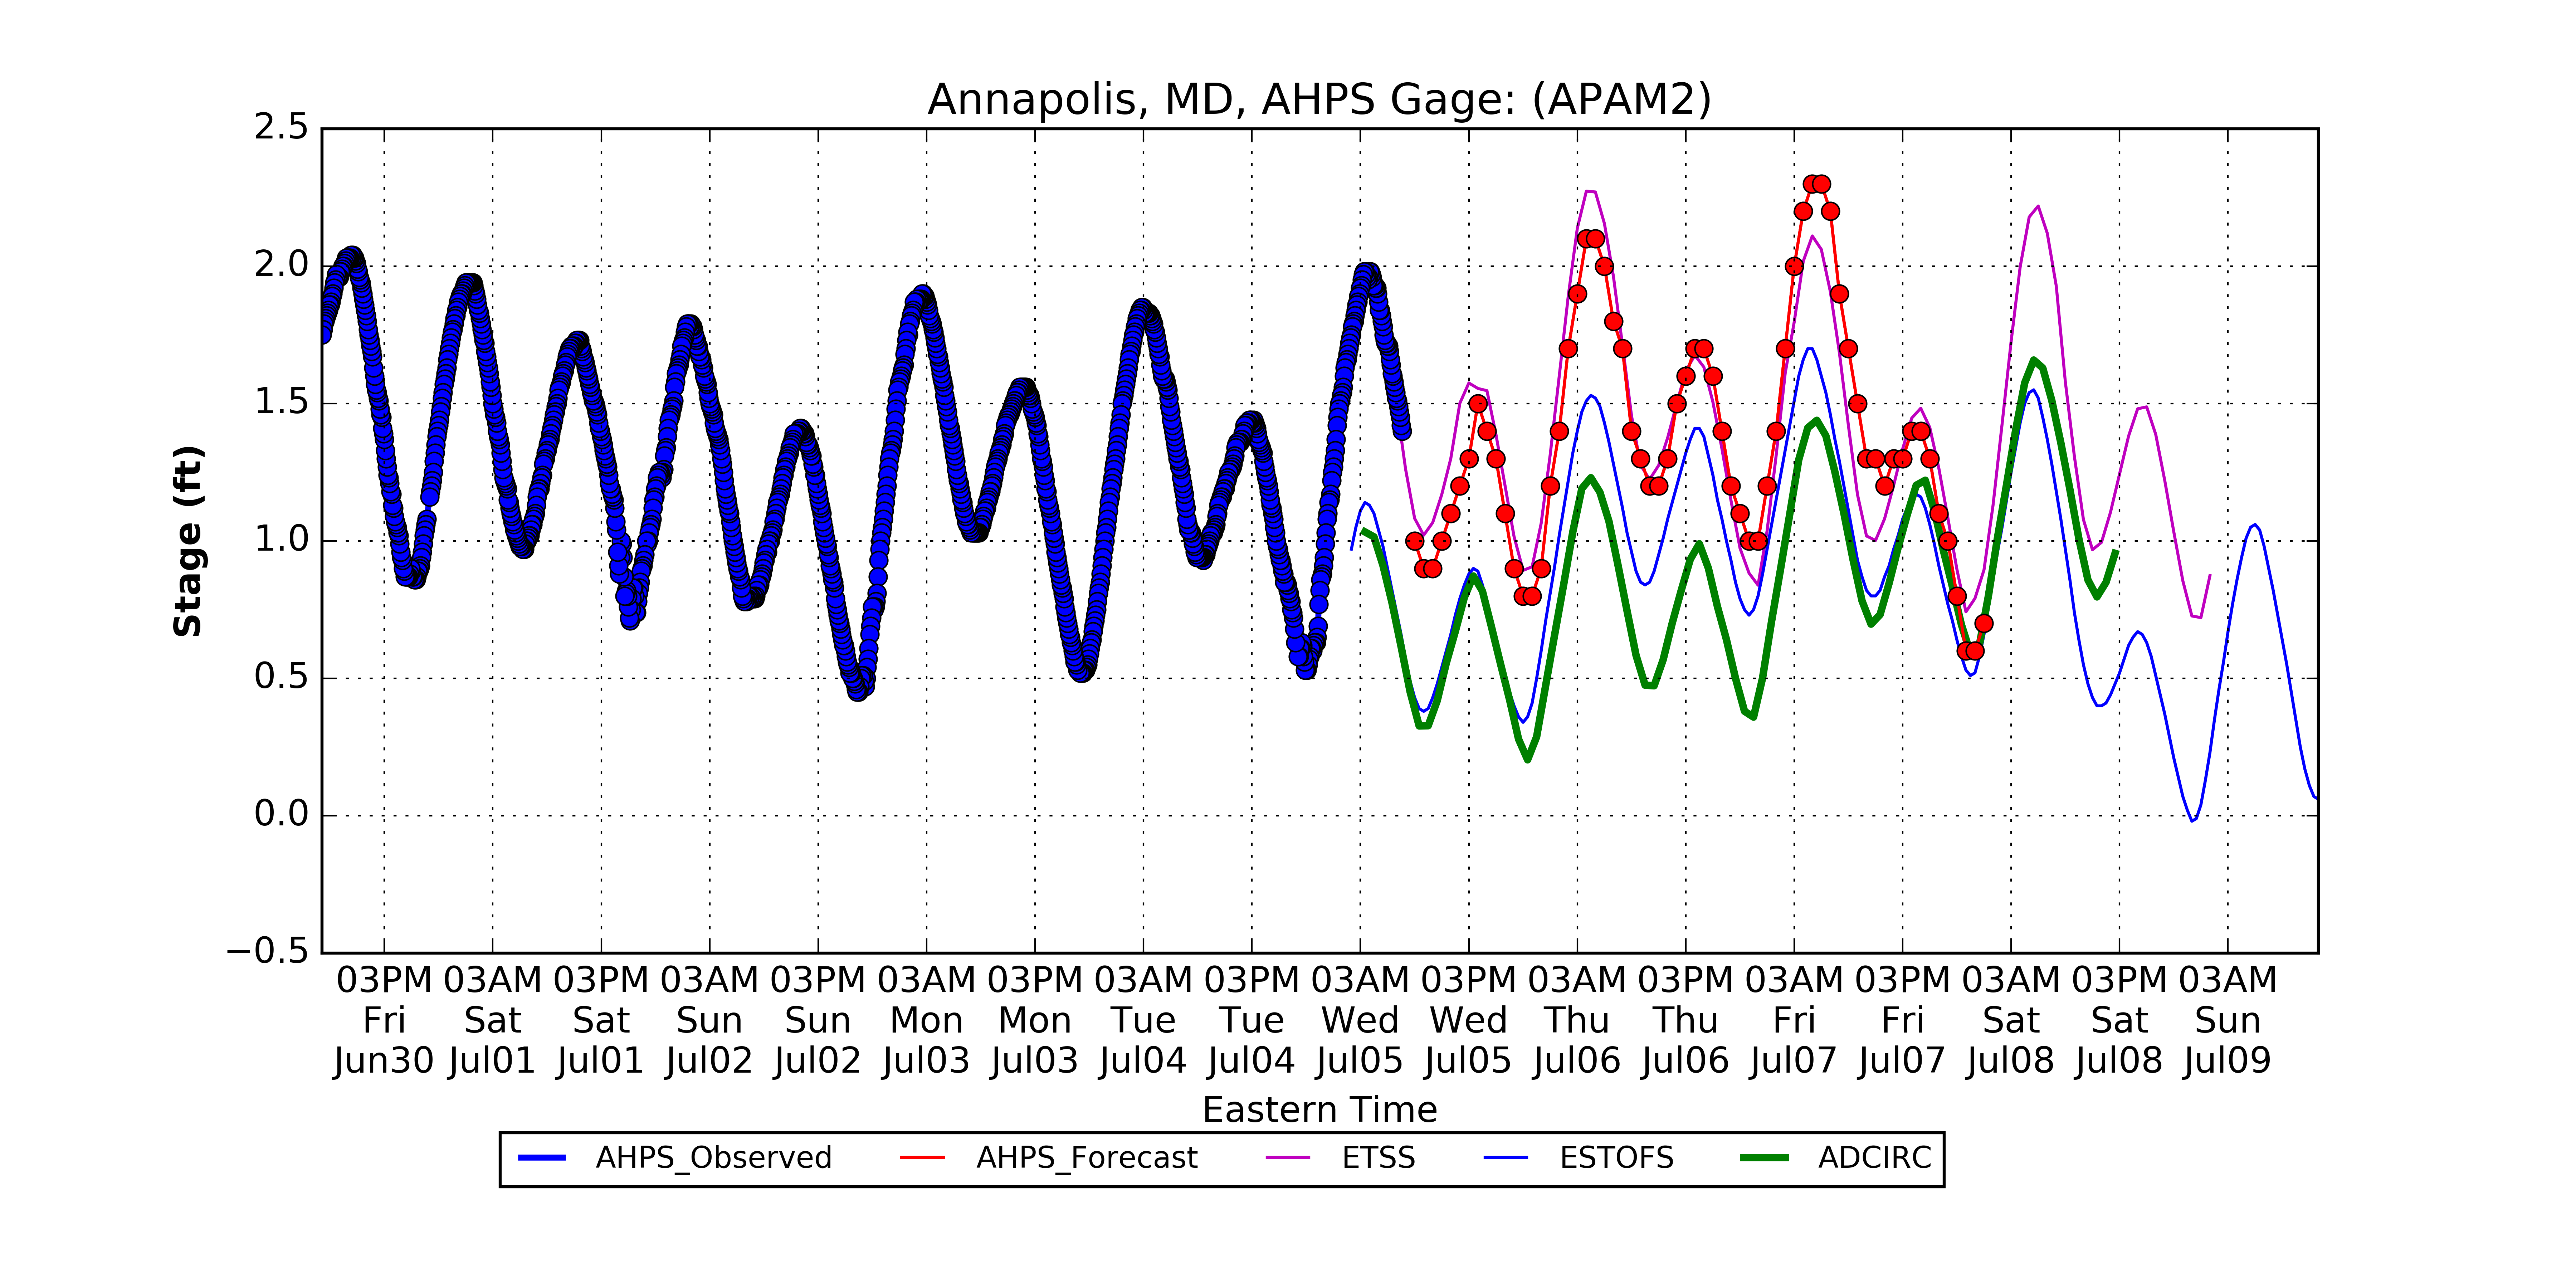 Annapolis, MD, AHPS Gage: (APAM2)
2.5
2.0
1.5
1.0
0.5
0.0
−0.5
Stage (ft)
03PM 03AM 03PM 03AM 03PM 03AM 03PM 03AM 03PM 03AM 03PM 03AM 03PM 03AM 03PM 03AM 03PM 03AM
Fri Sat Sat Sun Sun Mon Mon Tue Tue Wed Wed Thu Thu Fri Fri Sat Sat Sun
Jun30 Jul01 Jul01 Jul02 Jul02 Jul03 Jul03 Jul04 Jul04 Jul05 Jul05 Jul06 Jul06 Jul07 Jul07 Jul08 Jul08 Jul09
Eastern Time
AHPS_Observed AHPS_Forecast ETSS ESTOFS ADCIRC